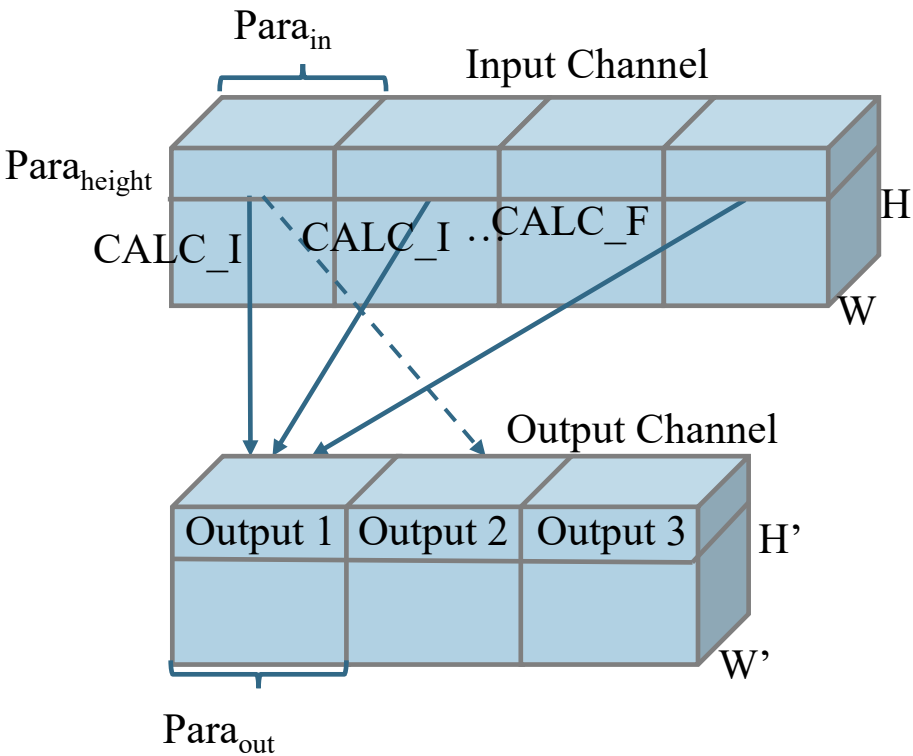 Para_in
Input Channel
Para_height
H
CALC_I
CALC_I ...
CALC_F
W
Output Channel
Output 1
Output 2
Output 3
H’
W’
Para_out